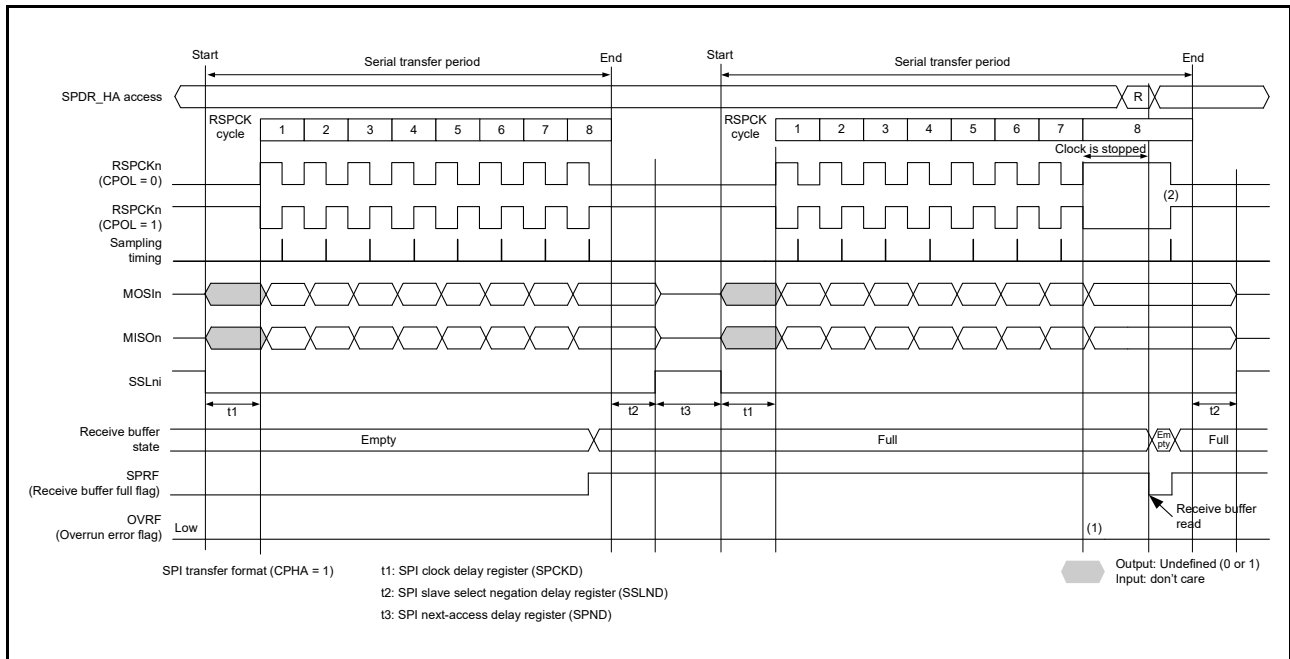 Start
End
Start
End
Serial transfer period
Serial transfer period
SPDR_HA access
R
RSPCK
cycle
1 2 3 4 5 6 7 8
RSPCK
cycle
1 2 3 4 5 6 7 8
Clock is stopped
RSPCKn
(CPOL = 0)
(2)
RSPCKn
(CPOL = 1)
Sampling
timing
MOSIn
MISOn
SSLni
t1
t2
t3
t1
t2
Receive buffer
state
Empty
Full
Em
pty
Full
SPRF
(Receive buffer full flag)
Receive buffer
read
OVRF
(Overrun error flag)
Low
(1)
SPI transfer format (CPHA = 1)
t1: SPI clock delay register (SPCKD)
t2: SPI slave select negation delay register (SSLND)
t3: SPI next-access delay register (SPND)
Output: Undefined (0 or 1)
Input: don't care